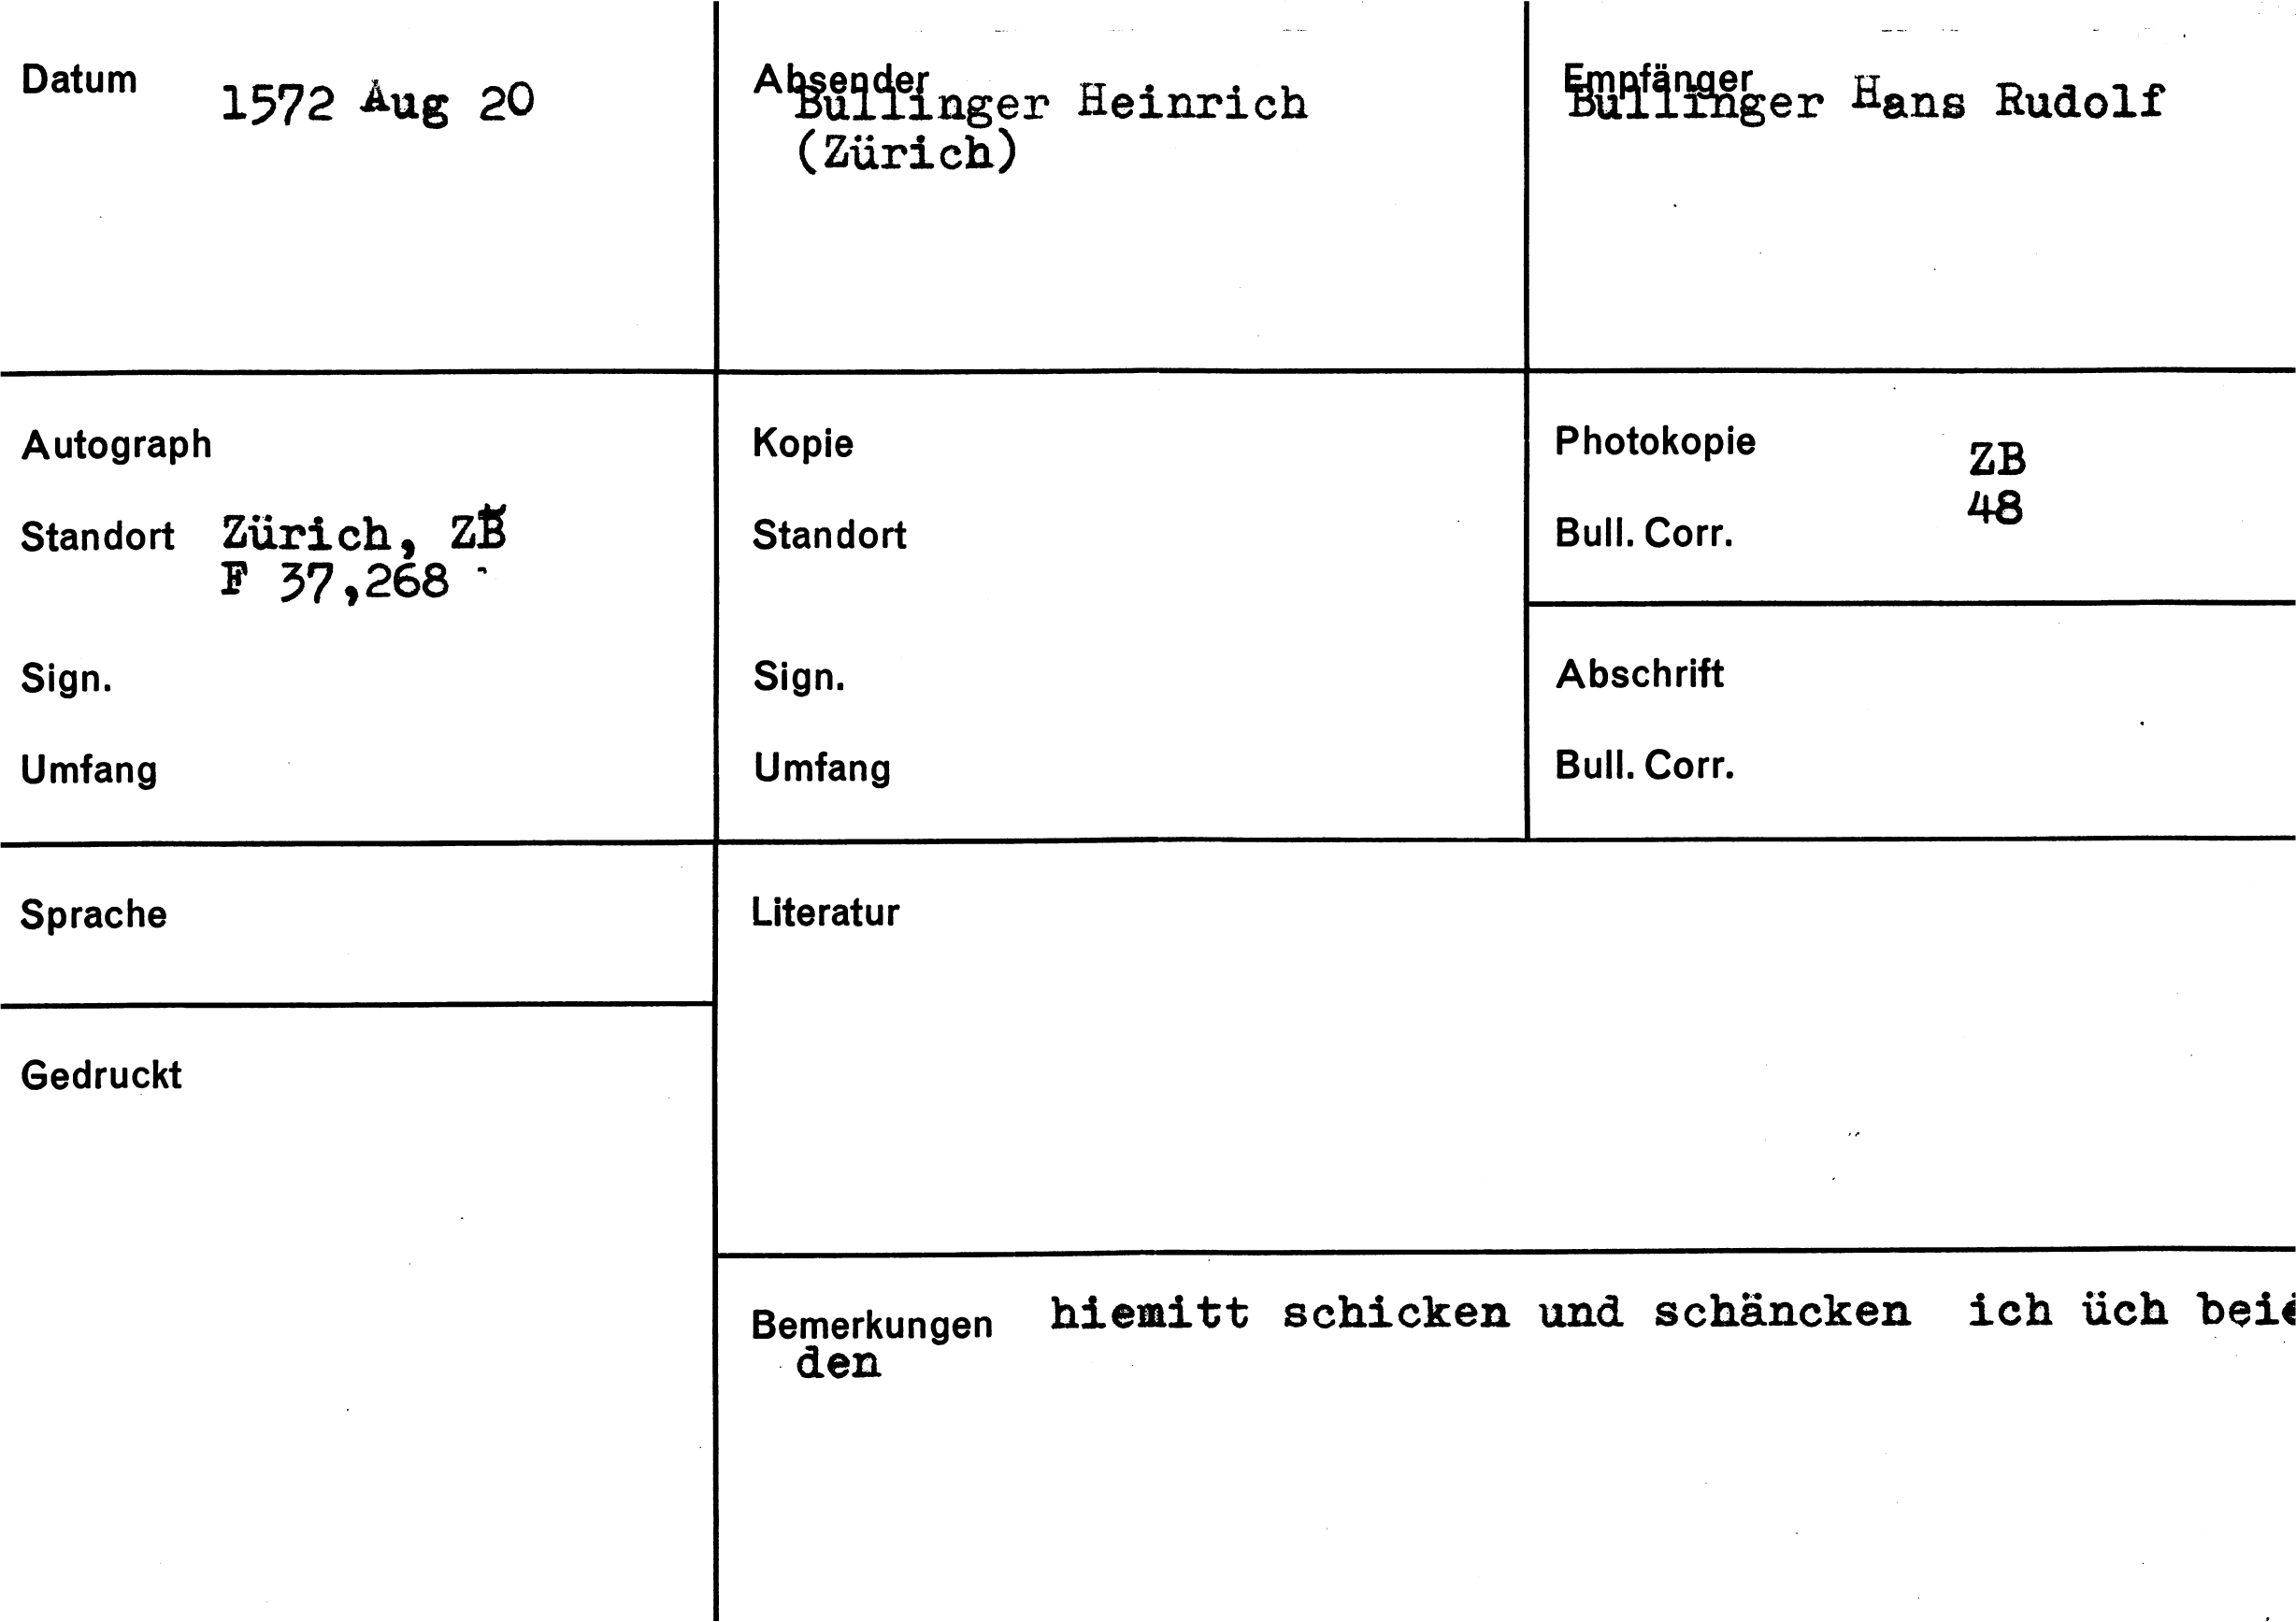 Datum 1572 Aug 20
Absender
Bullinger Heinrich
(Zürich)
Empfänger
Bullinger Hans Rudolf
Autograph
Standort Zürich, ZB
F 37,268
Sign.
Umfang
Kopie
Standort
Sign.
Umfang
Photokopie ZB
Bull. Corr. 48
Abschrift
Bull. Corr.
Sprache
Gedruckt
Literatur
Bemerkungen hiemitt schicken und schäncken ich üch beie
den